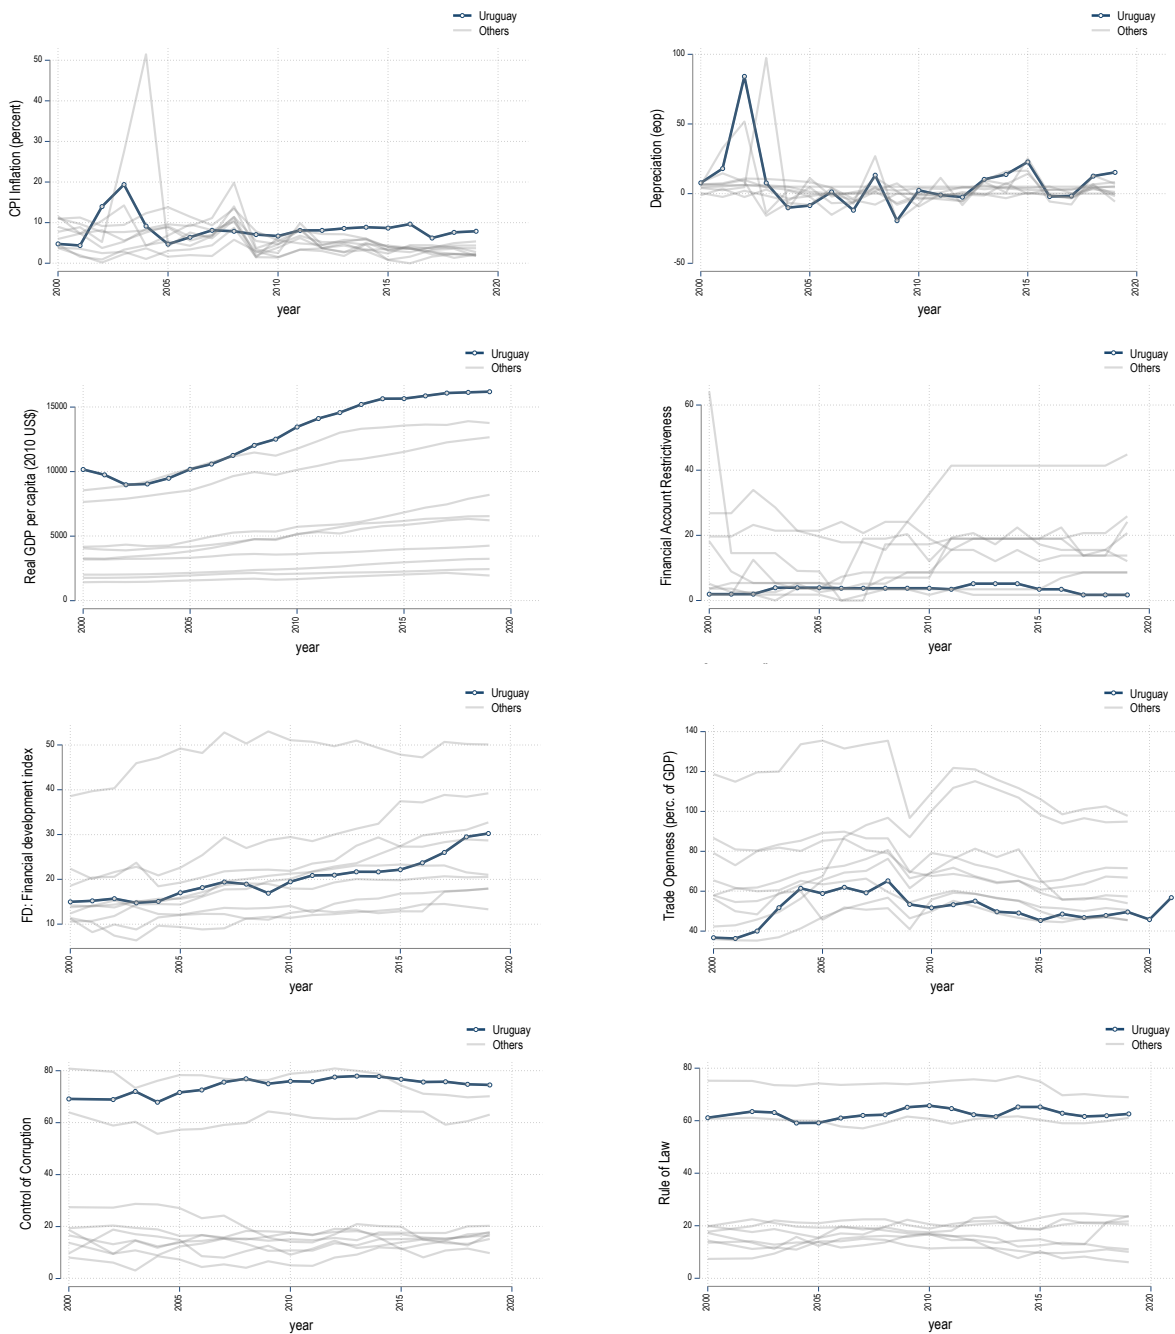 Uruguay
Others
CPI Inflation (percent)
50
40
30
20
10
0
2000
2005
2010
2015
2020
year
Uruguay
Others
Depreciation (eop)
100
50
0
-50
2000
2005
2010
2015
2020
year
Uruguay
Others
Real GDP per capita (2010 US$)
15000
10000
5000
0
2000
2005
2010
2015
2020
year
Uruguay
Others
Financial Account Restrictiveness
60
40
20
0
2000
2005
2010
2015
2020
year
Uruguay
Others
FD: Financial development index
50
40
30
20
10
2000
2005
2010
2015
2020
year
Uruguay
Others
Trade Openness (perc. of GDP)
140
120
100
80
60
40
2000
2005
2010
2015
2020
year
Uruguay
Others
Control of Corruption
80
60
40
20
0
2000
2005
2010
2015
2020
year
Uruguay
Others
Rule of Law
80
60
40
20
0
2000
2005
2010
2015
2020
year